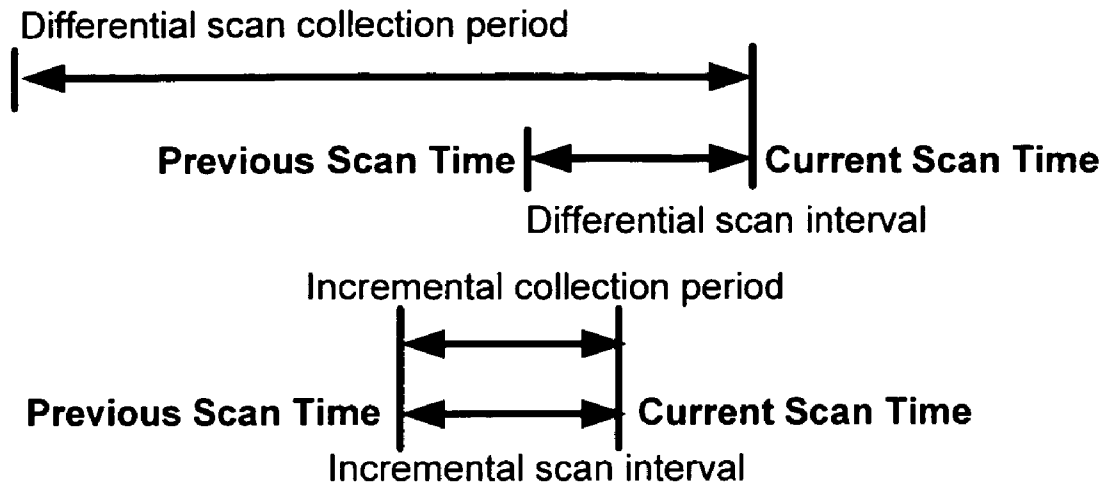 Differential scan collection period
Previous Scan Time Current Scan Time
Differential scan interval
Incremental collection period
Previous Scan Time Current Scan Time
Incremental scan interval